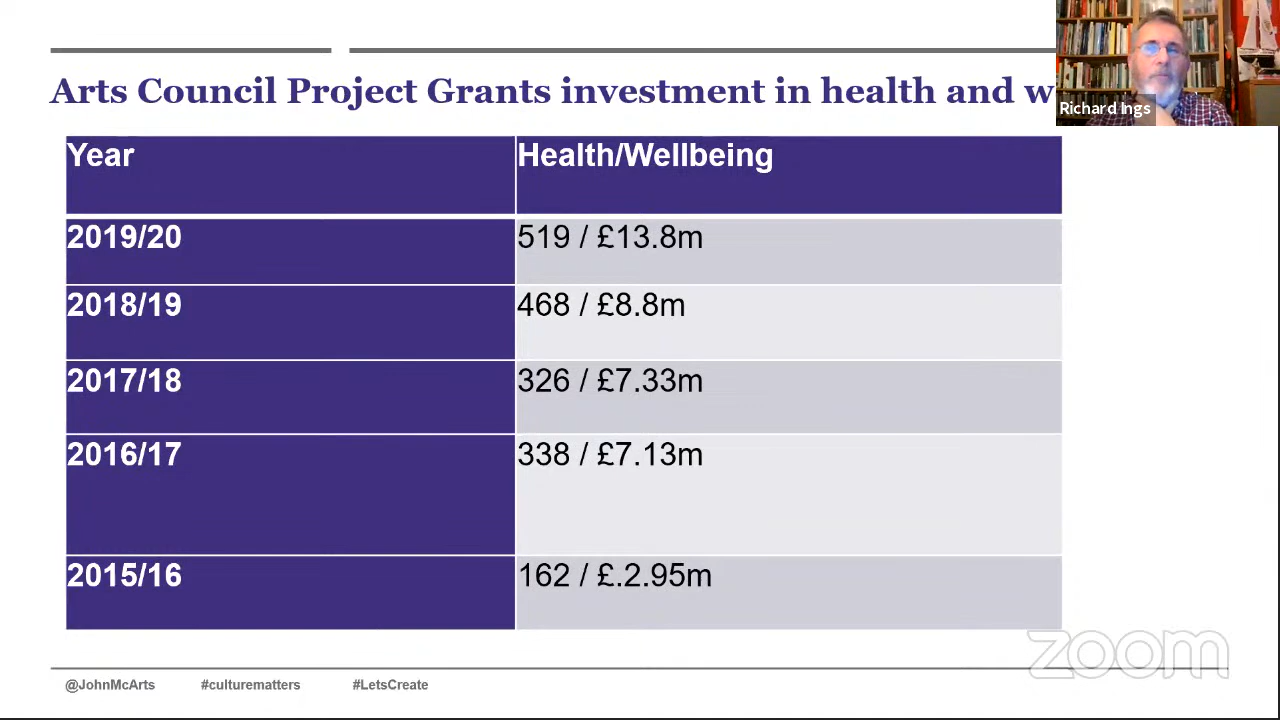 Arts Council Project Grants investment in health and w
Richard Ings
Year Health/Wellbeing
2019/20 519 / £13.8m
2018/19 468 / £8.8m
2017/18 326 / £7.33m
2016/17 338 / £7.13m
2015/16 162 / £.2.95m
zoom
@JohnMcArts #culturematters #LetsCreate